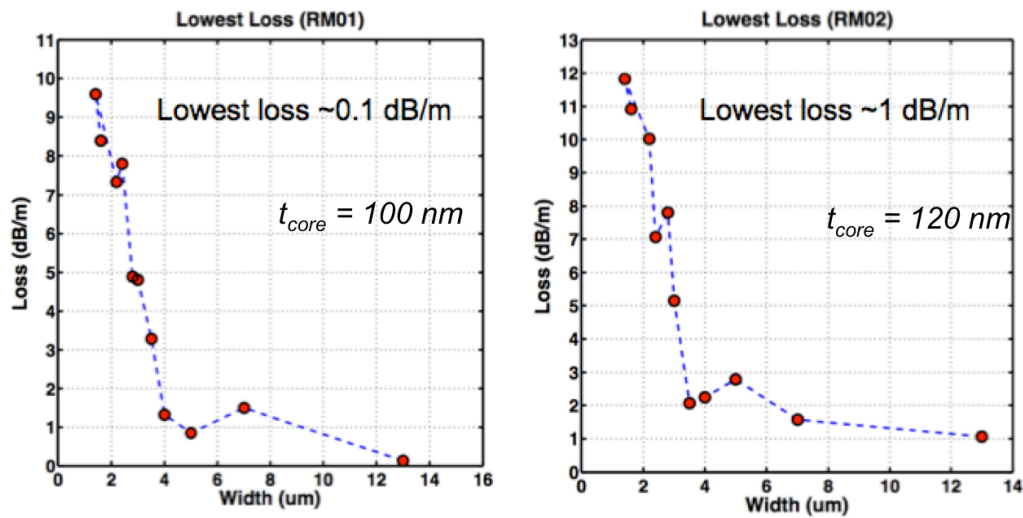 Lowest Loss (RM01)
11
10
9
8
7
6
5
4
3
2
1
0
Loss (dB/m)
Lowest loss ~0.1 dB/m
t_core = 100 nm
0 2 4 6 8 10 12 14 16
Width (um)
Lowest Loss (RM02)
13
12
11
10
9
8
7
6
5
4
3
2
1
0
Loss (dB/m)
Lowest loss ~1 dB/m
t_core = 120 nm
0 2 4 6 8 10 12 14
Width (um)